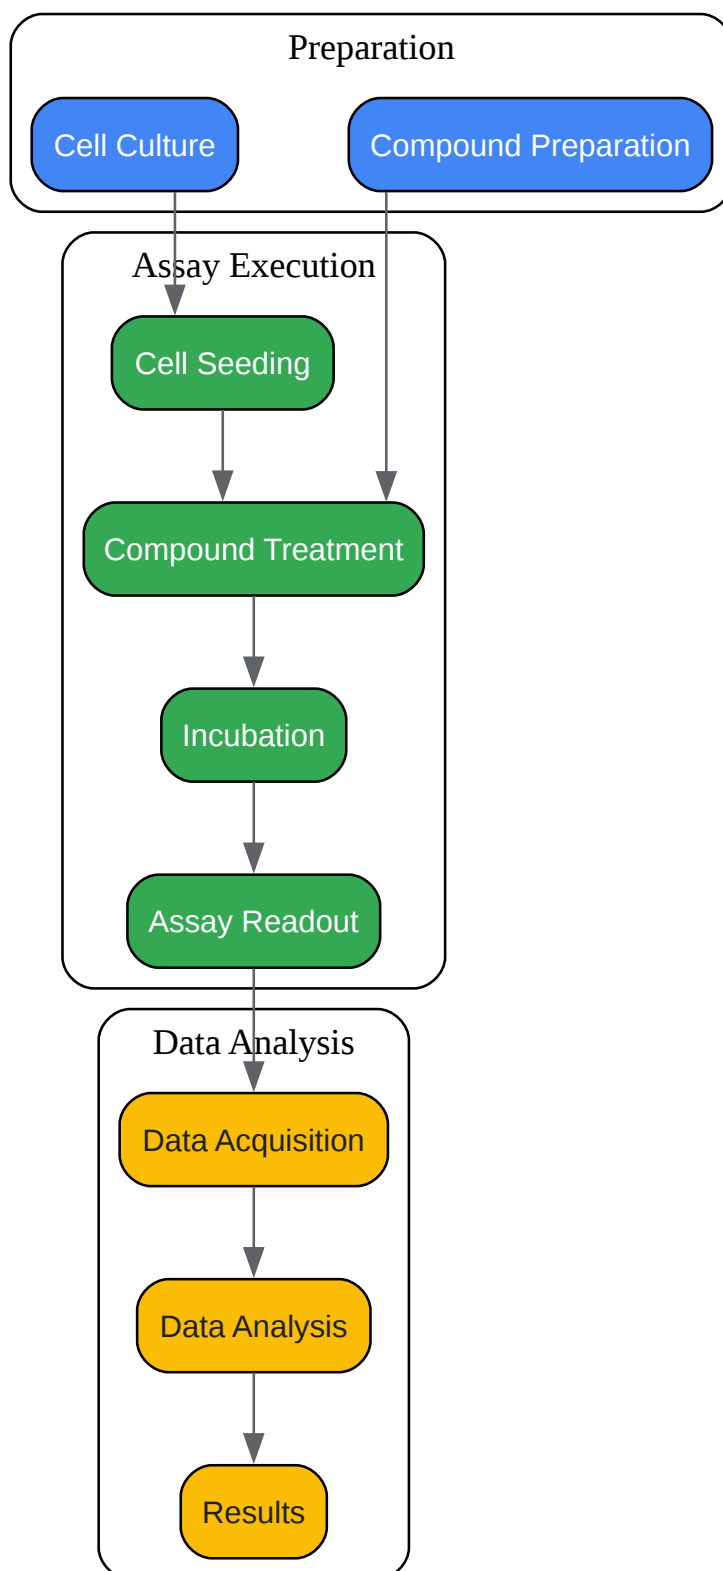 Preparation
Cell Culture
Compound Preparation
Assay Execution
Cell Seeding
Compound Treatment
Incubation
Assay Readout
Data Analysis
Data Acquisition
Data Analysis
Results